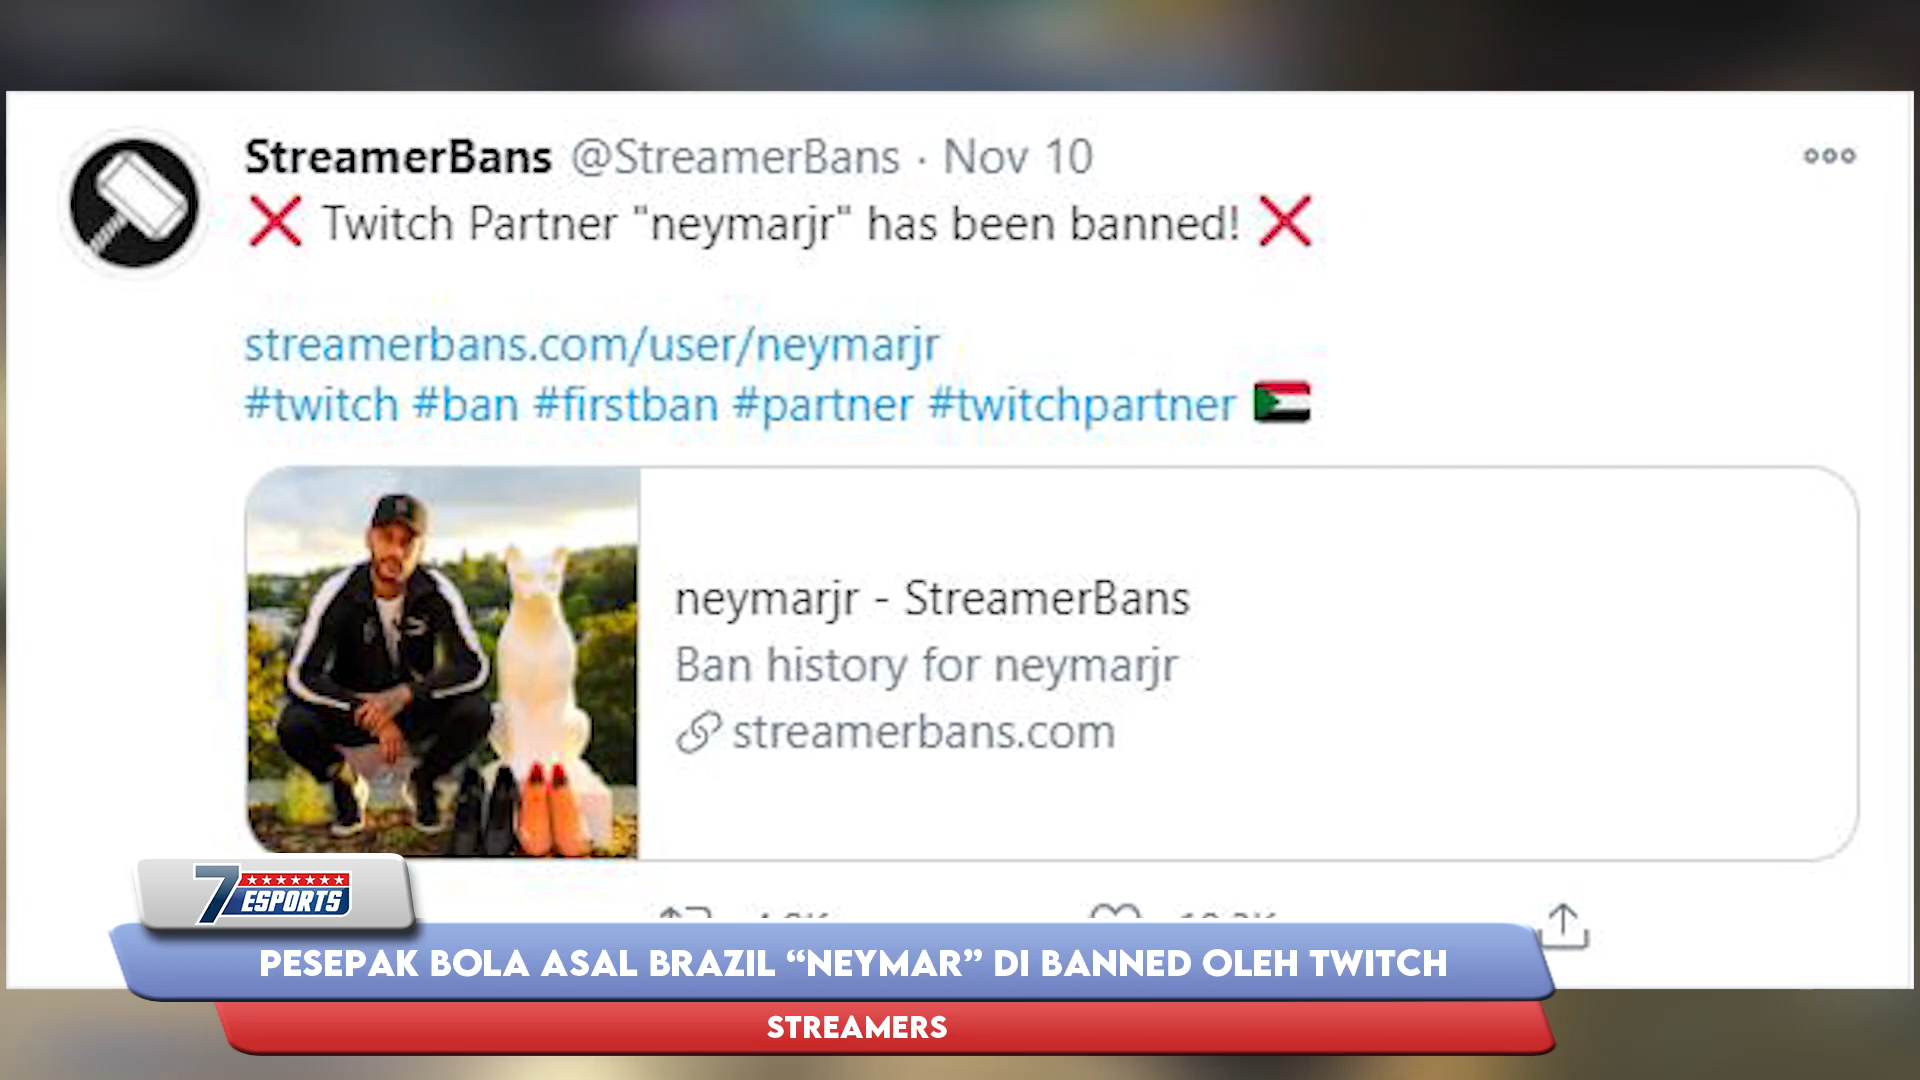 StreamerBans @StreamerBans · Nov 10
❌ Twitch Partner "neymarjr" has been banned! ❌
streamerbans.com/user/neymarjr
#twitch #ban #firstban #partner #twitchpartner
neymarjr - StreamerBans
Ban history for neymarjr
streamerbans.com
7 ESPORTS
PESEPAK BOLA ASAL BRAZIL “NEYMAR” DI BANNED OLEH TWITCH
STREAMERS